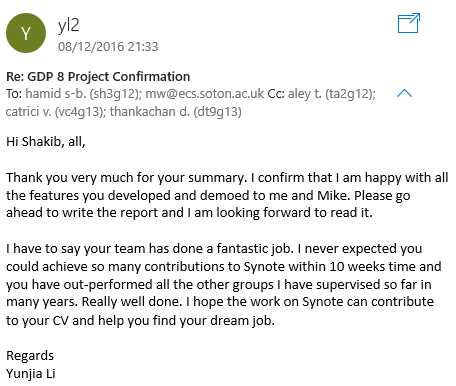 Y
yl2
08/12/2016 21:33
Re: GDP 8 Project Confirmation
To: hamid s-b. (sh3g12); mw@ecs.soton.ac.uk Cc: aley t. (ta2g12);
catrici v. (vc4g13); thankachan d. (dt9g13)
Hi Shakib, all,
Thank you very much for your summary. I confirm that I am happy with all
the features you developed and demoed to me and Mike. Please go
ahead to write the report and I am looking forward to read it.
I have to say your team has done a fantastic job. I never expected you
could achieve so many contributions to Synote within 10 weeks time and
you have out-performed all the other groups I have supervised so far in
many years. Really well done. I hope the work on Synote can contribute
to your CV and help you find your dream job.
Regards
Yunjia Li